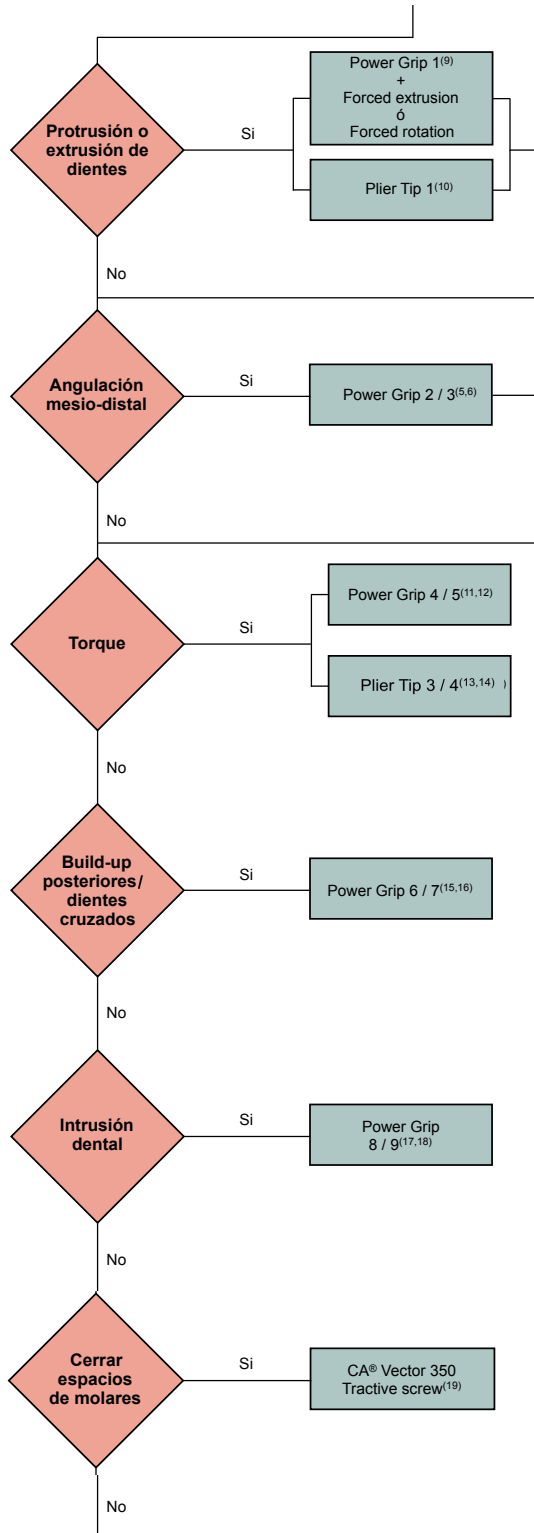 Protrusión o
extrusión de
dientes
Si
Power Grip 1(9)
+
Forced extrusion
ó
Forced rotation
Plier Tip 1(10)
No
Angulación
mesio-distal
Si
Power Grip 2 / 3(5,6)
No
Torque
Si
Power Grip 4 / 5(11,12)
Plier Tip 3 / 4(13,14) )
No
Build-up
posteriores/
dientes
cruzados
Si
Power Grip 6 / 7(15,16)
No
Intrusión
dental
Si
Power Grip
8 / 9(17,18)
No
Cerrar
espacios
de molares
Si
CA® Vector 350
Tractive screw(19)
No